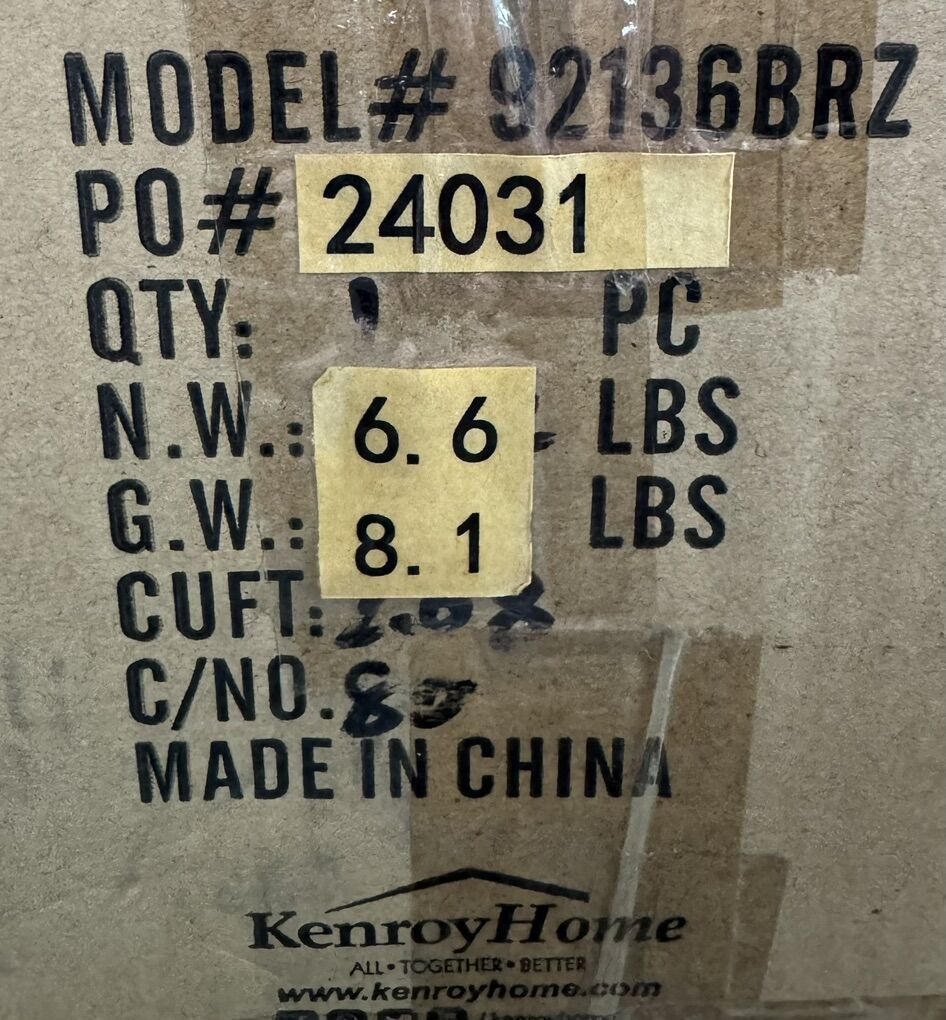 MODEL# 92136BRZ
PO# 24031
QTY: 1 PC
N.W.: 6.6 LBS
G.W.: 8.1 LBS
CUFT:
C/NO.
MADE IN CHINA
KenroyHome
ALL • TOGETHER • BETTER
www.kenroyhome.com